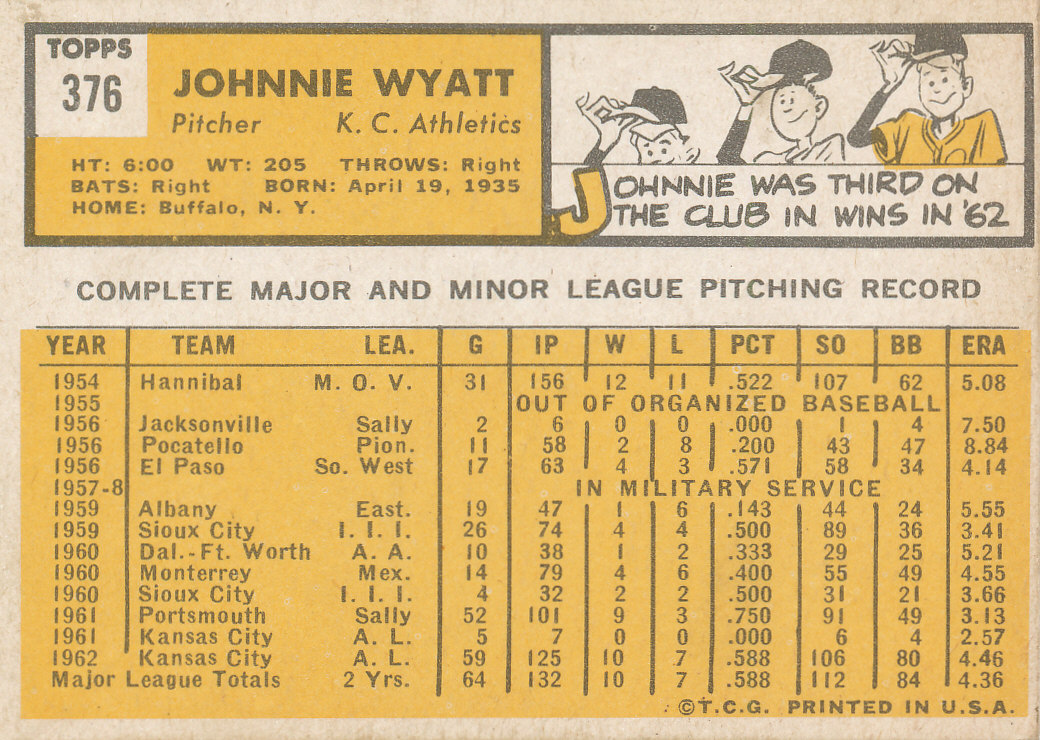 TOPPS
376
JOHNNIE WYATT
Pitcher K. C. Athletics
HT: 6:00 WT: 205 THROWS: Right
BATS: Right BORN: April 19, 1935
HOME: Buffalo, N. Y.
JOHNNIE WAS THIRD ON
THE CLUB IN WINS IN '62
COMPLETE MAJOR AND MINOR LEAGUE PITCHING RECORD
YEAR TEAM LEA. G IP W L PCT SO BB ERA
1954 Hannibal M. O. V. 31 156 12 11 .522 107 62 5.08
1955 OUT OF ORGANIZED BASEBALL
1956 Jacksonville Sally 2 6 0 0 .000 1 4 7.50
1956 Pocatello Pion. 11 58 2 8 .200 43 47 8.84
1956 El Paso So. West 17 63 4 3 .571 58 34 4.14
1957-8 IN MILITARY SERVICE
1959 Albany East. 19 47 1 6 .143 44 24 5.55
1959 Sioux City I. I. I. 26 74 4 4 .500 89 36 3.41
1960 Dal.-Ft. Worth A. A. 10 38 1 2 .333 29 25 5.21
1960 Monterrey Mex. 14 79 4 6 .400 55 49 4.55
1960 Sioux City I. I. I. 4 32 2 2 .500 31 21 3.66
1961 Portsmouth Sally 52 101 9 3 .750 91 49 3.13
1961 Kansas City A. L. 5 7 0 0 .000 6 4 2.57
1962 Kansas City A. L. 59 125 10 7 .588 106 80 4.46
Major League Totals 2 Yrs. 64 132 10 7 .588 112 84 4.36
©T.C.G. PRINTED IN U.S.A.